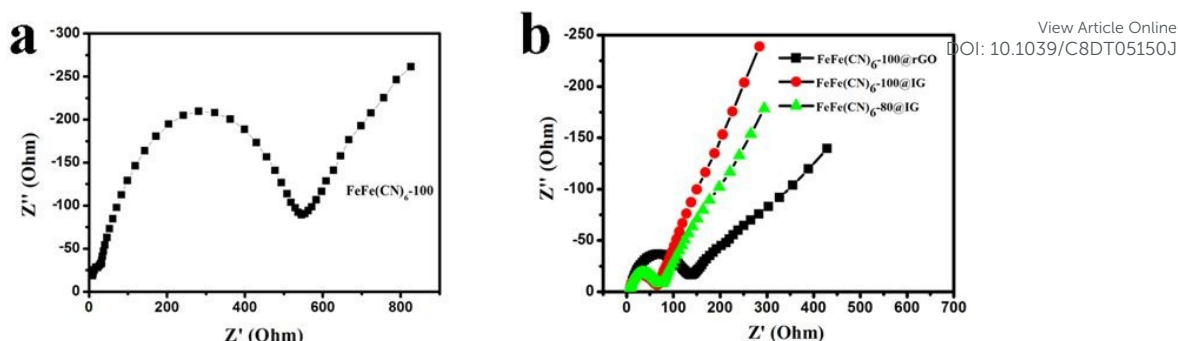 a
-300
-250
-200
-150
-100
-50
0
Z'' (Ohm)
FeFe(CN)6-100
0 200 400 600 800
Z' (Ohm)
b
-250
-200
-150
-100
-50
0
Z'' (Ohm)
FeFe(CN)6-100@rGO
FeFe(CN)6-100@IG
FeFe(CN)6-80@IG
0 100 200 300 400 500 600 700
Z' (Ohm)
View Article Online
DOI: 10.1039/C8DT05150J